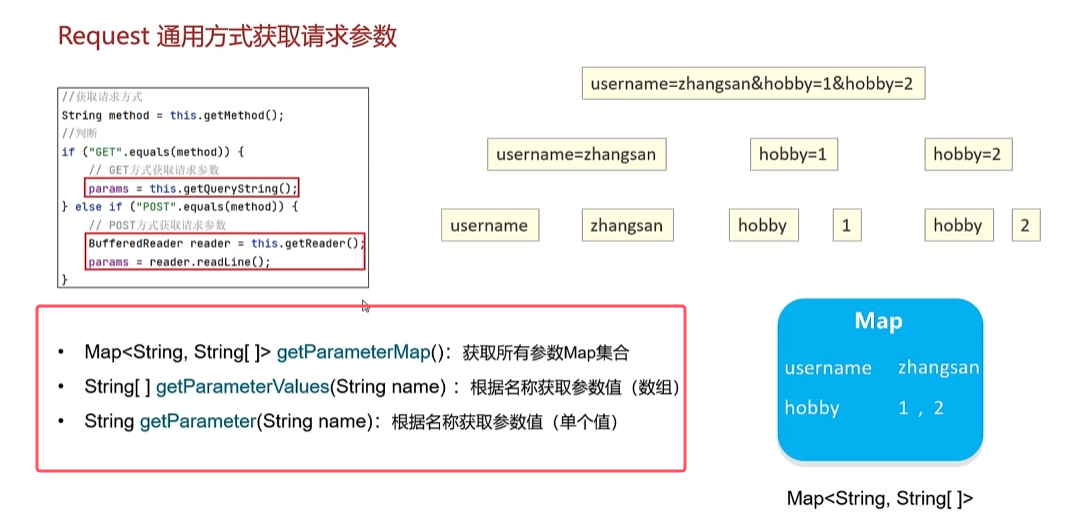 Request 通用方式获取请求参数
//获取请求方式
String method = this.getMethod();
//判断
if ("GET".equals(method)) {
// GET方式获取请求参数
params = this.getQueryString();
} else if ("POST".equals(method)) {
// POST方式获取请求参数
BufferedReader reader = this.getReader();
params = reader.readLine();
}
username=zhangsan&hobby=1&hobby=2
username=zhangsan hobby=1 hobby=2
username zhangsan hobby 1 hobby 2
• Map<String, String[ ]> getParameterMap()：获取所有参数Map集合
• String[ ] getParameterValues(String name) ：根据名称获取参数值（数组）
• String getParameter(String name)：根据名称获取参数值（单个值）
Map
username zhangsan
hobby 1 , 2
Map<String, String[ ]>